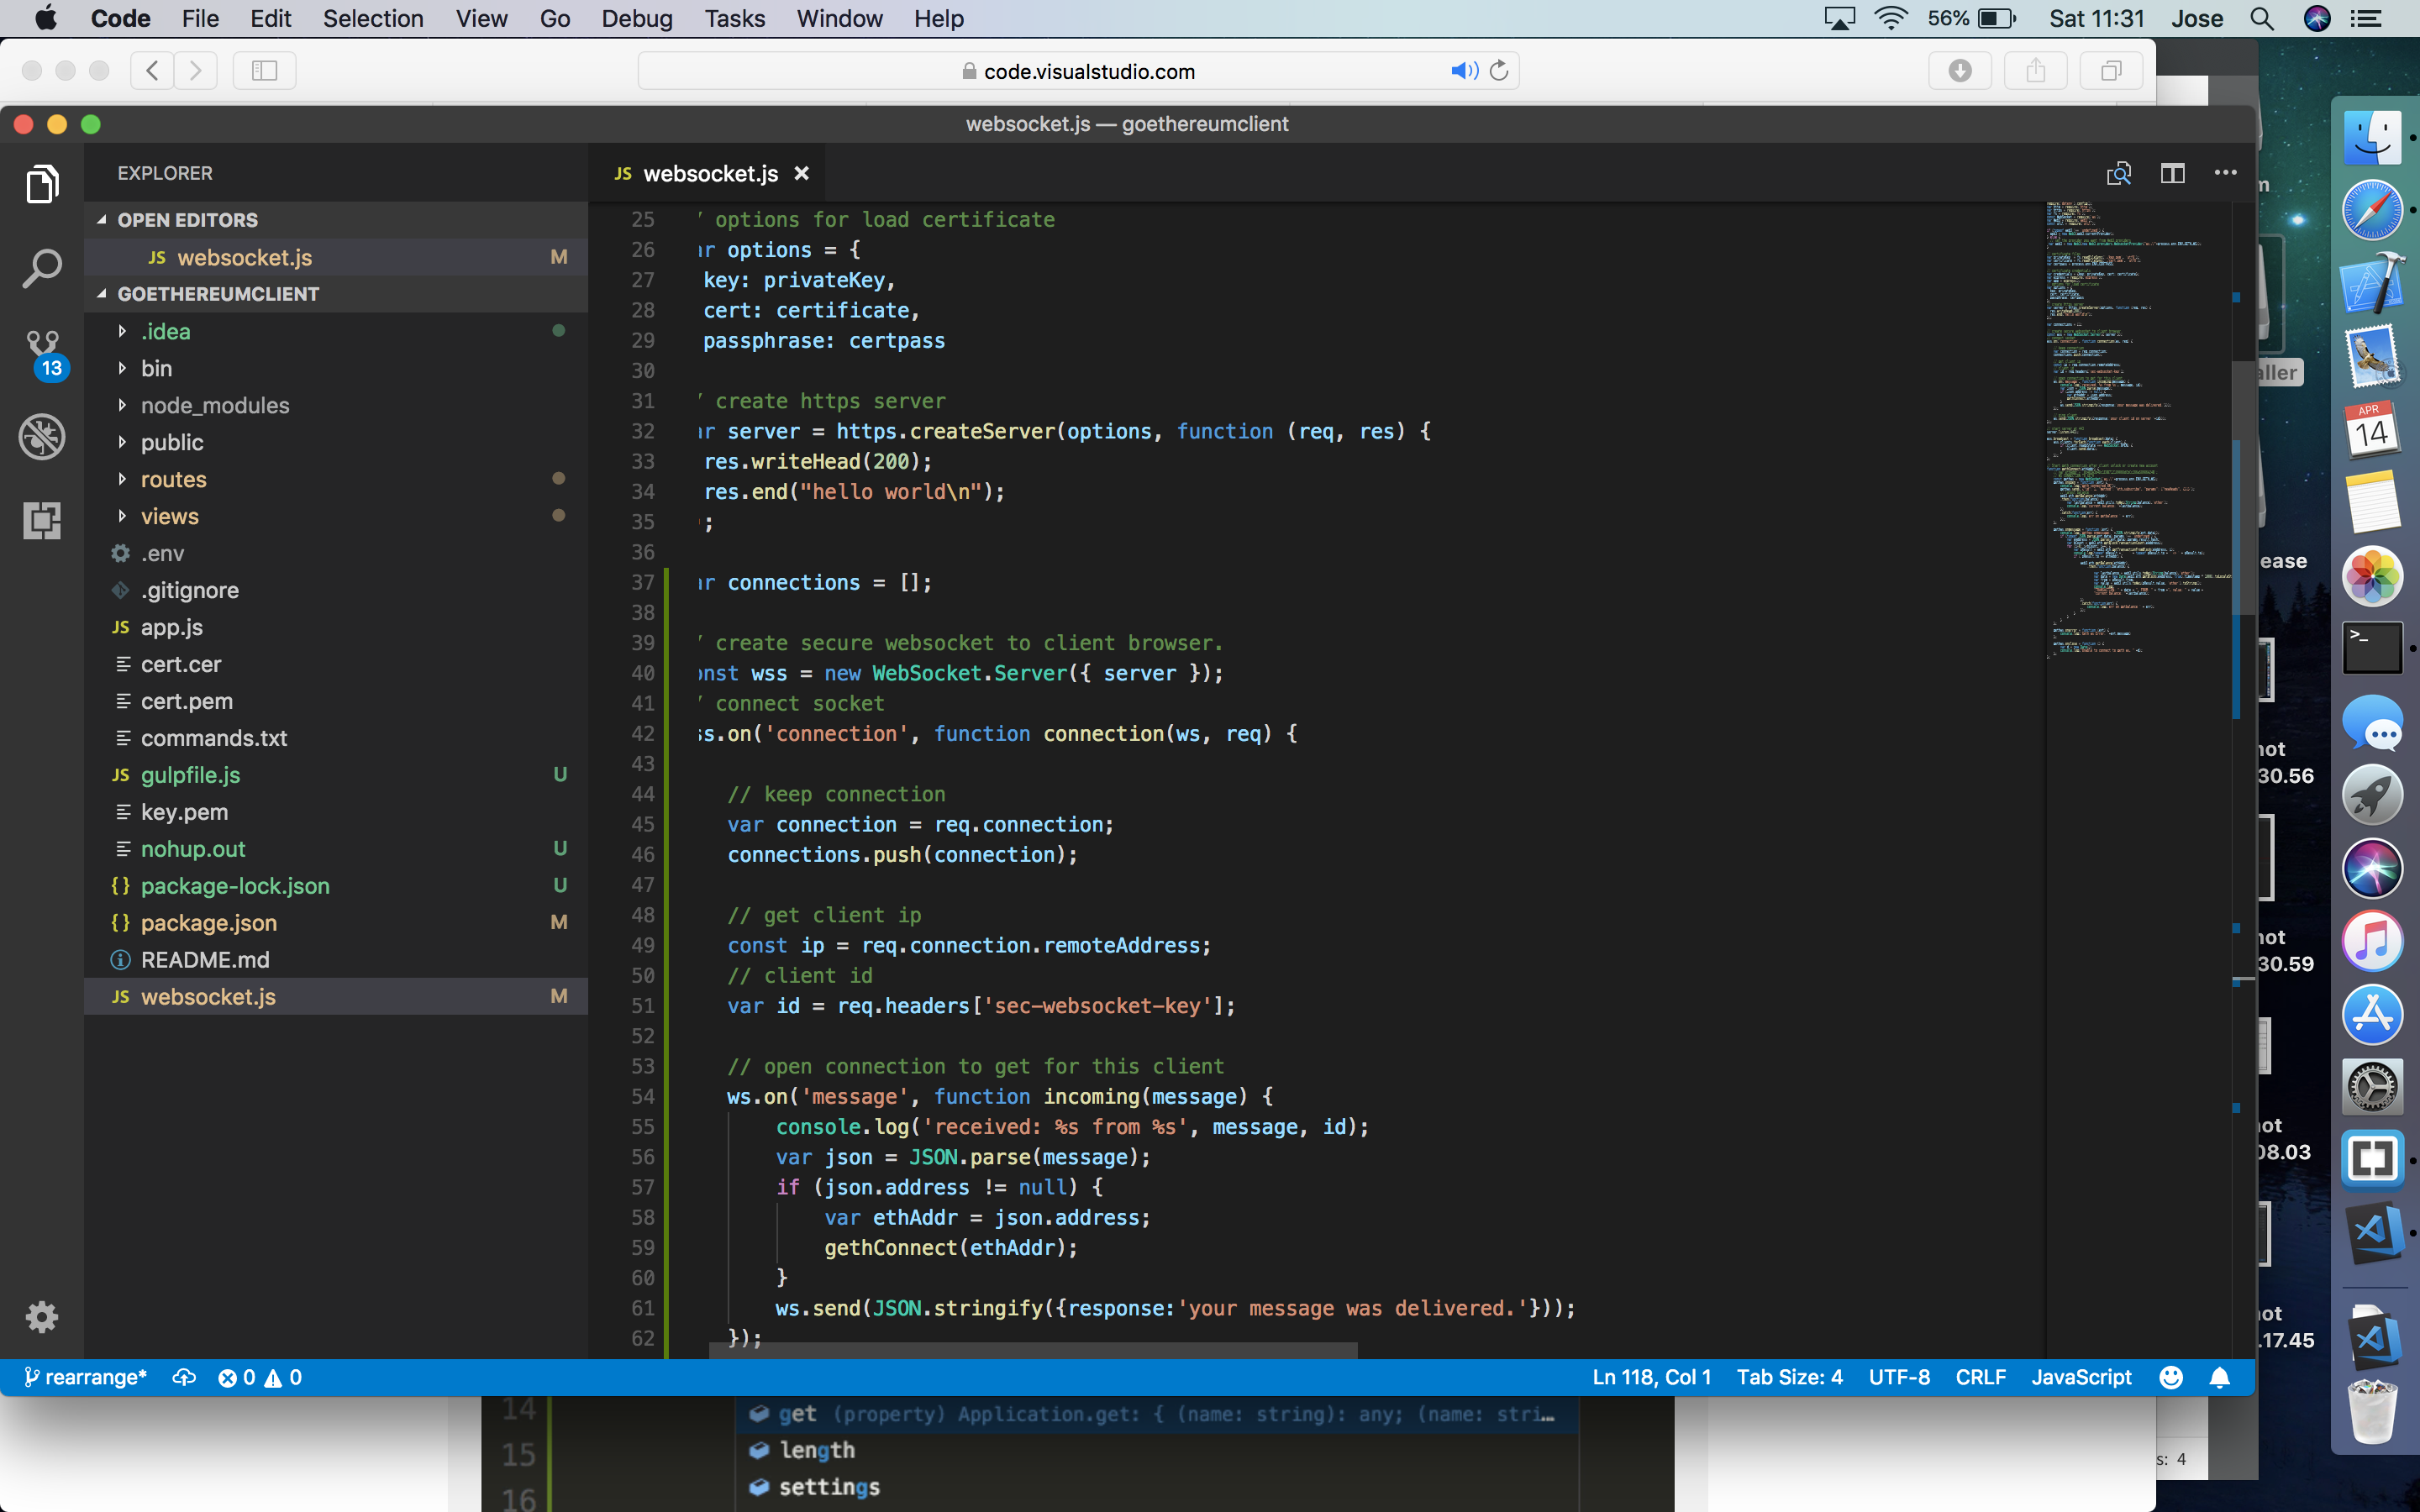 Code File Edit Selection View Go Debug Tasks Window Help 56% Sat 11:31 Jose
code.visualstudio.com
websocket.js — goethereumclient
EXPLORER
OPEN EDITORS
JS websocket.js M
GOETHEREUMCLIENT
.idea
bin
node_modules
public
routes
views
.env
.gitignore
JS app.js
cert.cer
cert.pem
commands.txt
JS gulpfile.js U
key.pem
nohup.out U
{} package-lock.json U
{} package.json M
README.md
JS websocket.js M
13
JS websocket.js ×
25 / options for load certificate
26 ar options = {
27 key: privateKey,
28 cert: certificate,
29 passphrase: certpass
30
31 / create https server
32 ar server = https.createServer(options, function (req, res) {
33 res.writeHead(200);
34 res.end("hello world\n");
35 );
36
37 ar connections = [];
38
39 / create secure websocket to client browser.
40 onst wss = new WebSocket.Server({ server });
41 / connect socket
42 ss.on('connection', function connection(ws, req) {
43
44 // keep connection
45 var connection = req.connection;
46 connections.push(connection);
47
48 // get client ip
49 const ip = req.connection.remoteAddress;
50 // client id
51 var id = req.headers['sec-websocket-key'];
52
53 // open connection to get for this client
54 ws.on('message', function incoming(message) {
55 console.log('received: %s from %s', message, id);
56 var json = JSON.parse(message);
57 if (json.address != null) {
58 var ethAddr = json.address;
59 gethConnect(ethAddr);
60 }
61 ws.send(JSON.stringify({response:'your message was delivered.'}));
62 });
rearrange* 0 0 Ln 118, Col 1 Tab Size: 4 UTF-8 CRLF JavaScript
14 get (property) Application.get: { (name: string): any; (name: stri…
15 length
16 settings
s: 4
aller
ease
not
30.56
not
30.59
ot
08.03
ot
.17.45
APR
14
>_